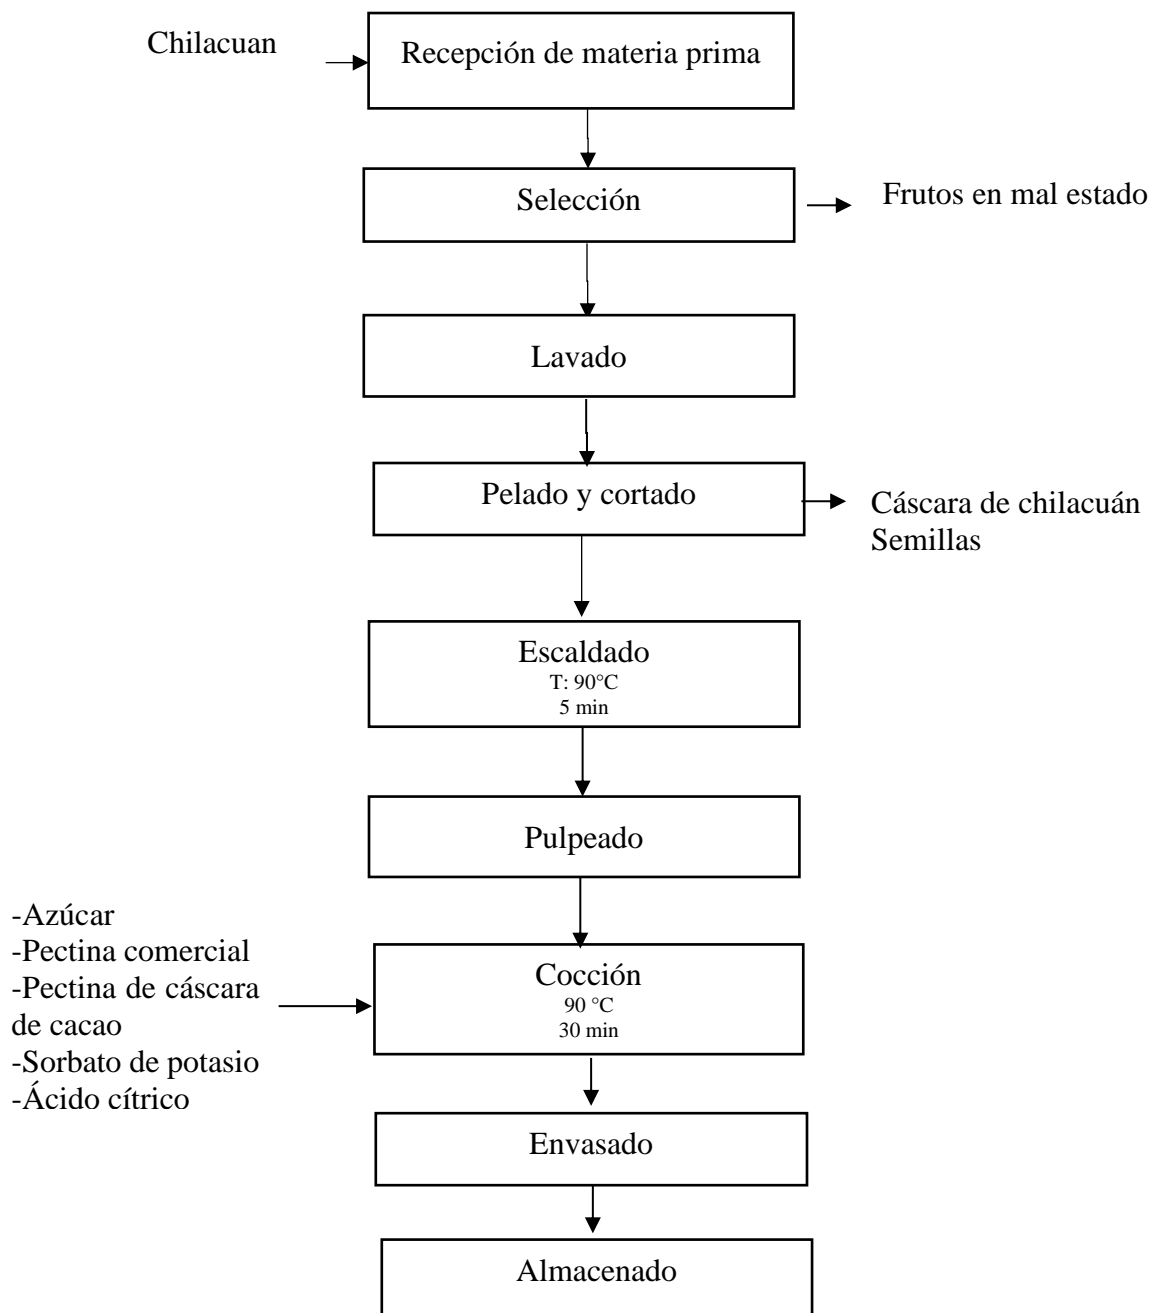 Chilacuan
Recepción de materia prima
Selección
Frutos en mal estado
Lavado
Pelado y cortado
Cáscara de chilacuán
Semillas
Escaldado
T: 90°C
5 min
Pulpeado
-Azúcar
-Pectina comercial
-Pectina de cáscara
de cacao
-Sorbato de potasio
-Ácido cítrico
Cocción
90 °C
30 min
Envasado
Almacenado